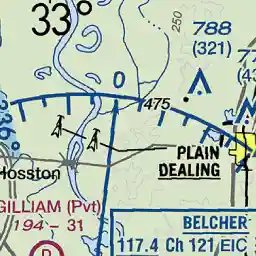 33°
250
788
(321)
0
475
236°
PLAIN
DEALING
Hosston
GILLIAM (Pvt)
194 - 31
R
BELCHER
117.4 Ch 121 EIC